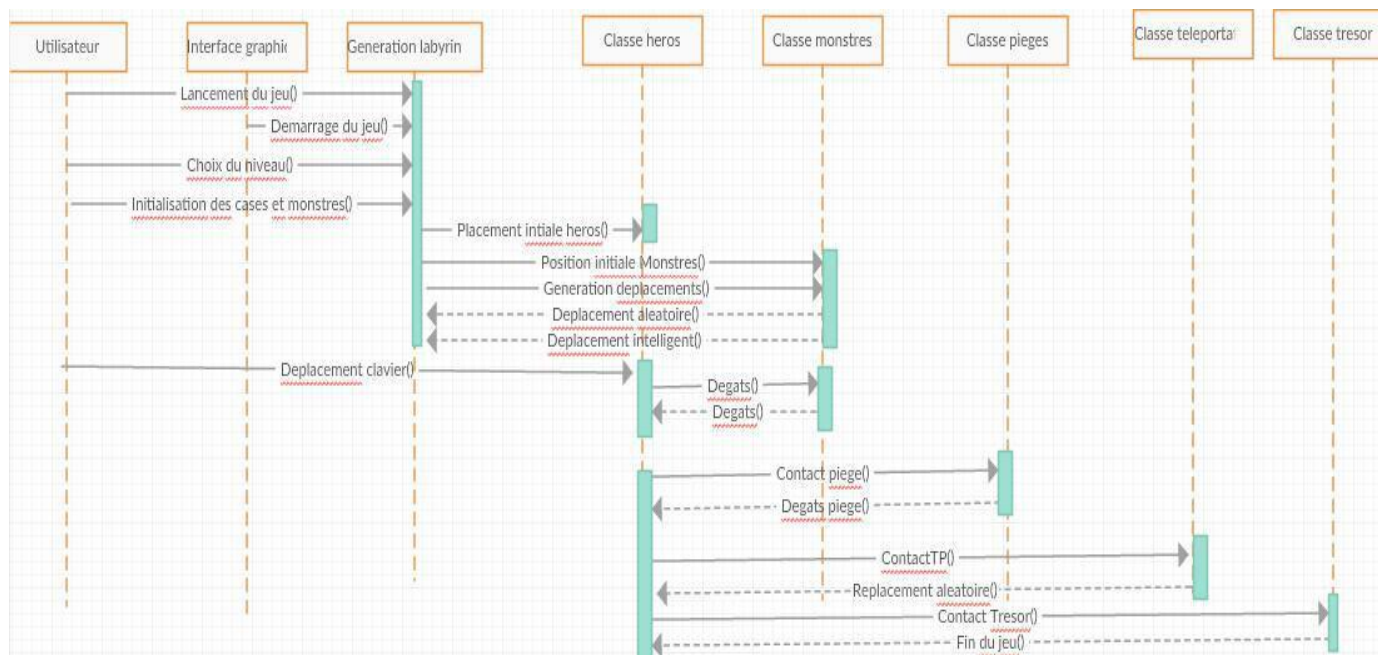 Utilisateur
Interface graphi
Generation labyrin
Classe heros
Classe monstres
Classe pieges
Classe teleporta
Classe tresor
Lancement du jeu()
Demarrage du jeu()
Choix du niveau()
Initialisation des cases et monstres()
Placement intiale heros()
Position initiale Monstres()
Generation deplacements()
Deplacement aleatoire()
Deplacement intelligent()
Deplacement clavier()
Degats()
Degats()
Contact piege()
Degats piege()
ContactTP()
Replacement aleatoire()
Contact Tresor()
Fin du jeu()